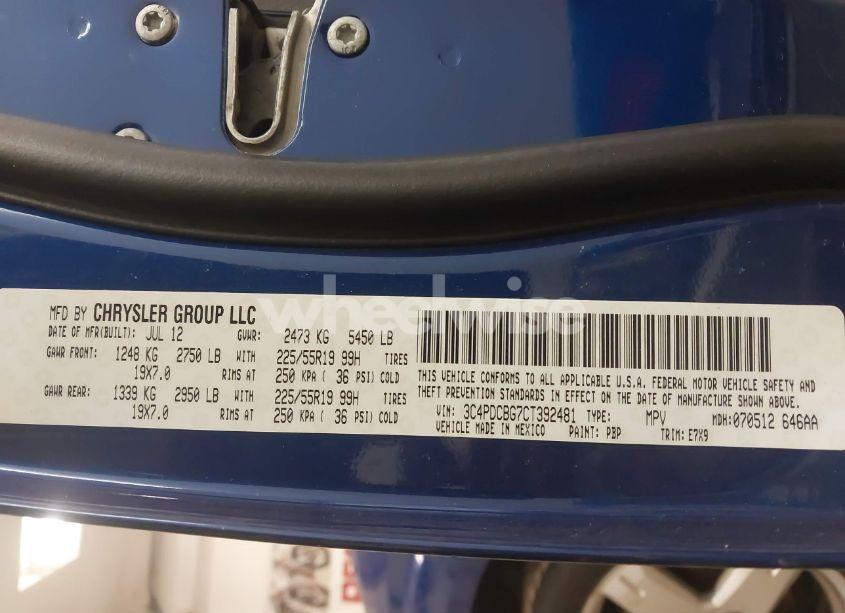 MFD BY CHRYSLER GROUP LLC
DATE OF MFR(BUILT): JUL 12 GVWR: 2473 KG 5450 LB
GAWR FRONT: 1248 KG 2750 LB WITH 225/55R19 99H TIRES
19X7.0 RIMS AT 250 KPA ( 36 PSI) COLD
GAWR REAR: 1339 KG 2950 LB WITH 225/55R19 99H TIRES
19X7.0 RIMS AT 250 KPA ( 36 PSI) COLD
THIS VEHICLE CONFORMS TO ALL APPLICABLE U.S.A. FEDERAL MOTOR VEHICLE SAFETY AND
THEFT PREVENTION STANDARDS IN EFFECT ON THE DATE OF MANUFACTURE SHOWN ABOVE.
VIN: 3C4PDCBG7CT392481 TYPE: MPV MDH:070512 646AA
VEHICLE MADE IN MEXICO PAINT: PBP TRIM: E7X9
wheelwise